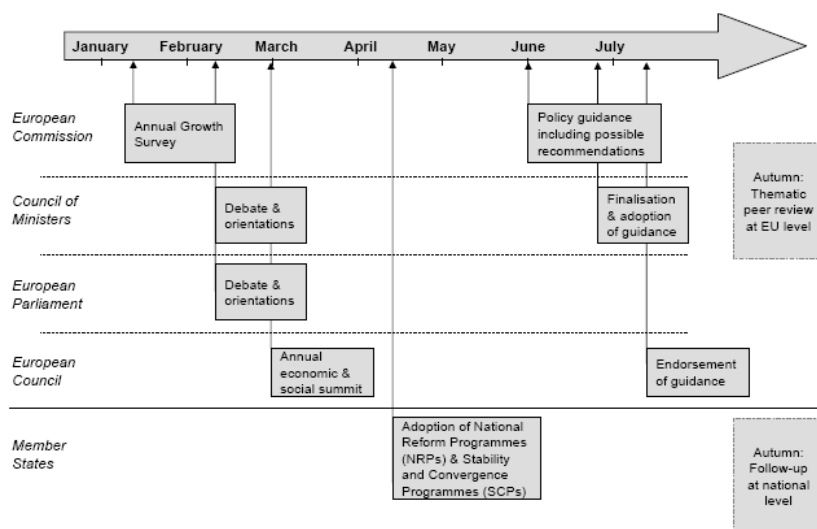 January February March April May June July
European
Commission
Annual Growth
Survey
Policy guidance
including possible
recommendations
Autumn:
Thematic
peer review
at EU level
Council of
Ministers
Debate &
orientations
Finalisation
& adoption
of guidance
European
Parliament
Debate &
orientations
European
Council
Annual
economic &
social summit
Endorsement
of guidance
Member
States
Adoption of National
Reform Programmes
(NRPs) & Stability
and Convergence
Programmes (SCPs)
Autumn:
Follow-up
at national
level